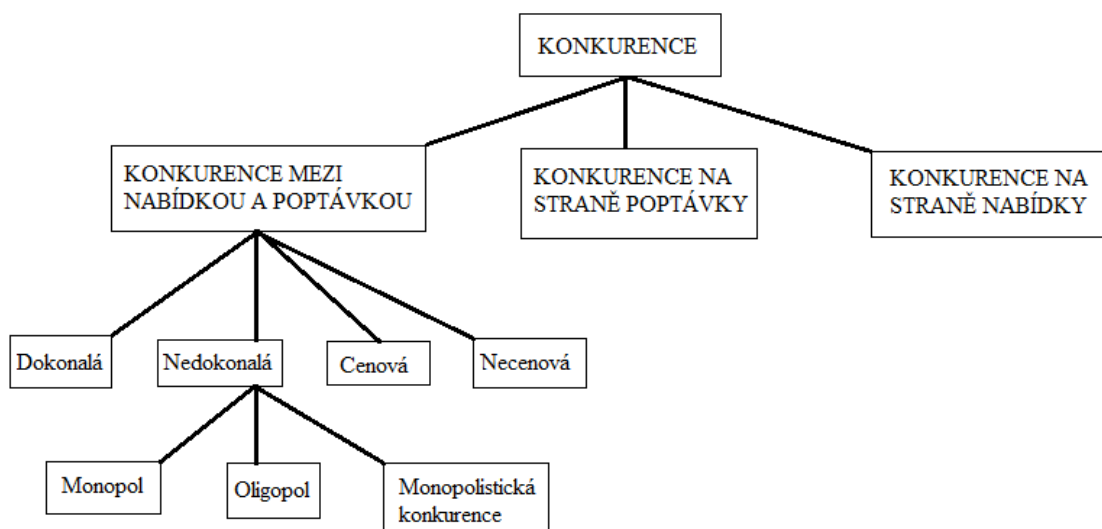 KONKURENCE
KONKURENCE MEZI
NABÍDKOU A POPTÁVKOU
KONKURENCE NA
STRANĚ POPTÁVKY
KONKURENCE NA
STRANĚ NABÍDKY
Dokonalá
Nedokonalá
Cenová
Necenová
Monopol
Oligopol
Monopolistická
konkurence